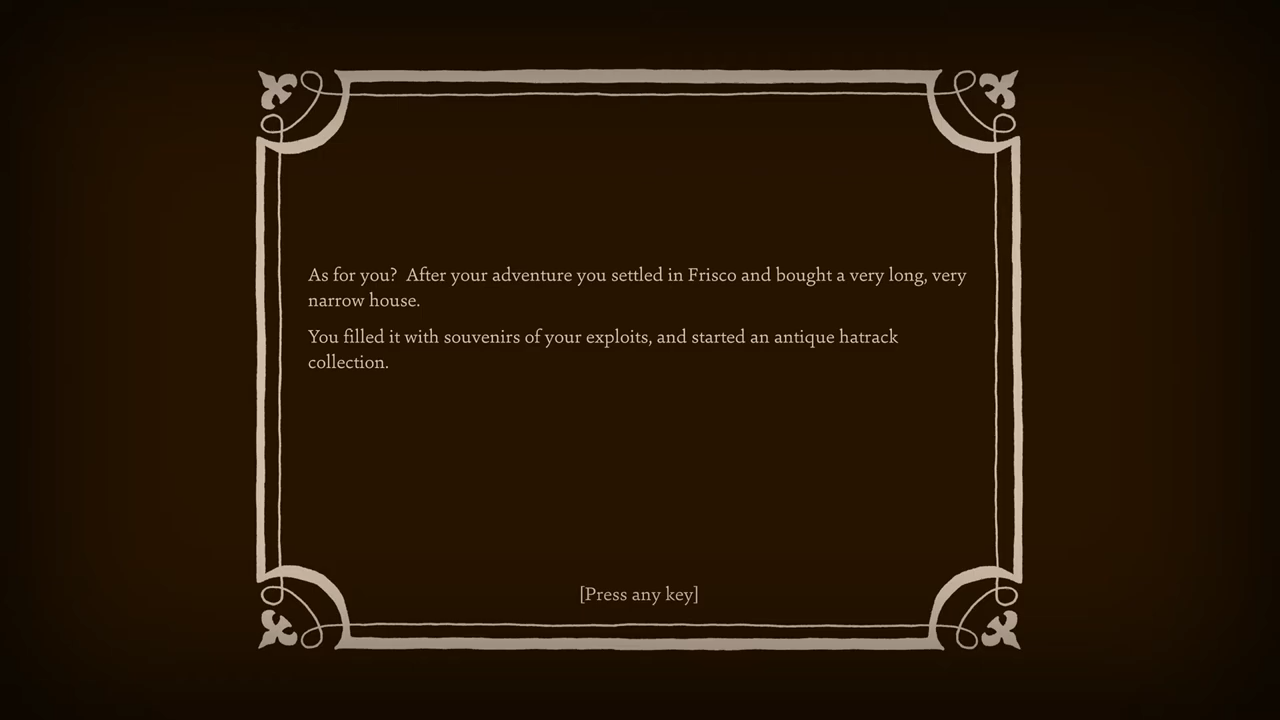 As for you?  After your adventure you settled in Frisco and bought a very long, very
narrow house.
You filled it with souvenirs of your exploits, and started an antique hatrack
collection.
[Press any key]